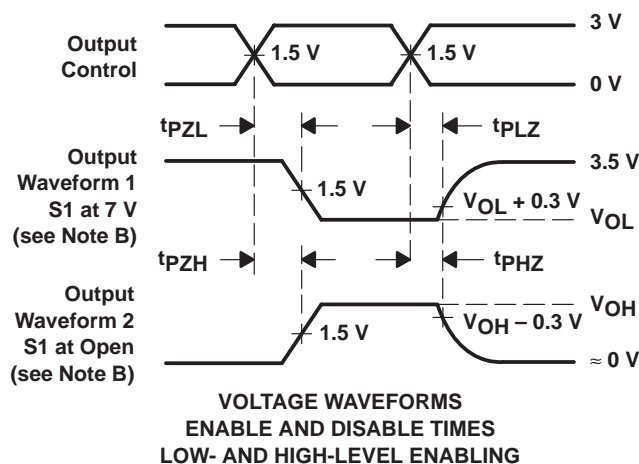 Output
Control
1.5 V
1.5 V
3 V
0 V
tPZL
tPLZ
Output
Waveform 1
S1 at 7 V
(see Note B)
1.5 V
3.5 V
VOL + 0.3 V
VOL
tPZH
tPHZ
Output
Waveform 2
S1 at Open
(see Note B)
1.5 V
VOH
VOH – 0.3 V
≈ 0 V
VOLTAGE WAVEFORMS
ENABLE AND DISABLE TIMES
LOW- AND HIGH-LEVEL ENABLING